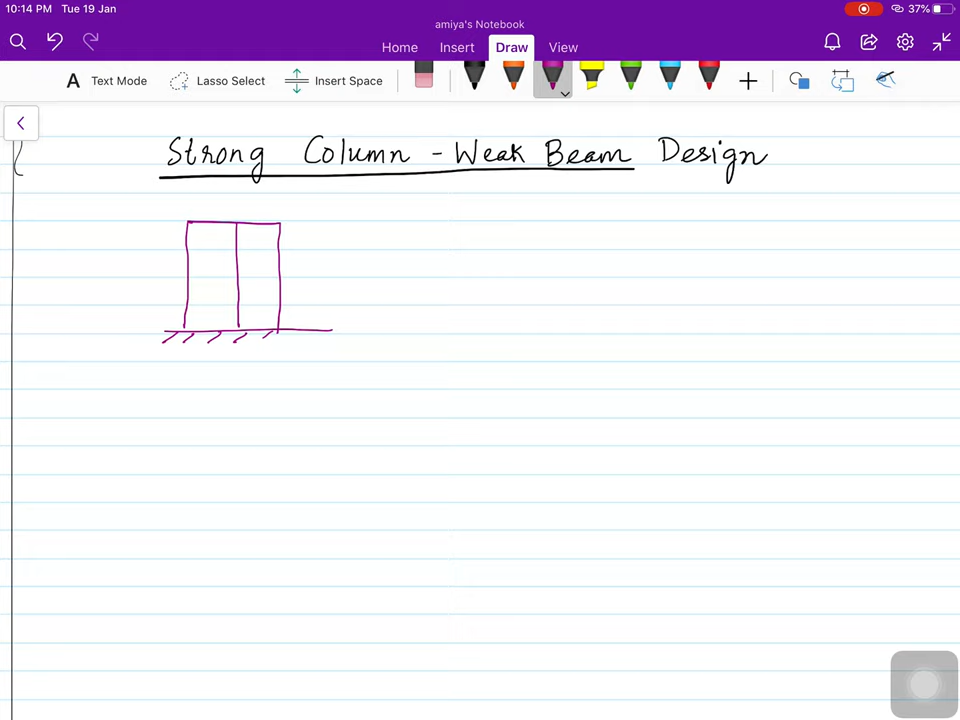 10:14 PM Tue 19 Jan 37%
amiya's Notebook
Home Insert Draw View
Text Mode Lasso Select Insert Space
Strong Column - Weak Beam Design